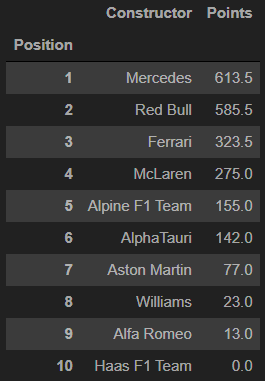 Constructor Points
Position
1 Mercedes 613.5
2 Red Bull 585.5
3 Ferrari 323.5
4 McLaren 275.0
5 Alpine F1 Team 155.0
6 AlphaTauri 142.0
7 Aston Martin 77.0
8 Williams 23.0
9 Alfa Romeo 13.0
10 Haas F1 Team 0.0